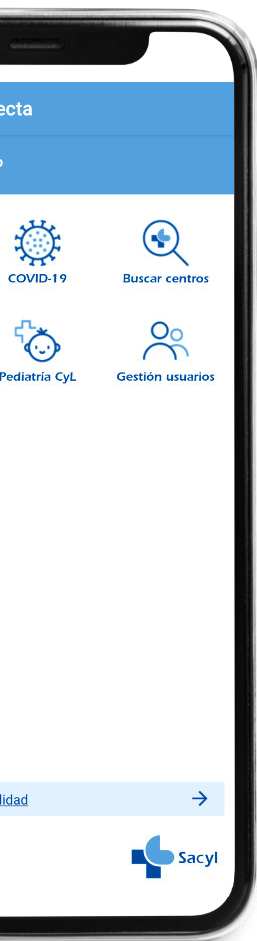 ecta
COVID-19
Buscar centros
Pediatría CyL
Gestión usuarios
lidad
Sacyl